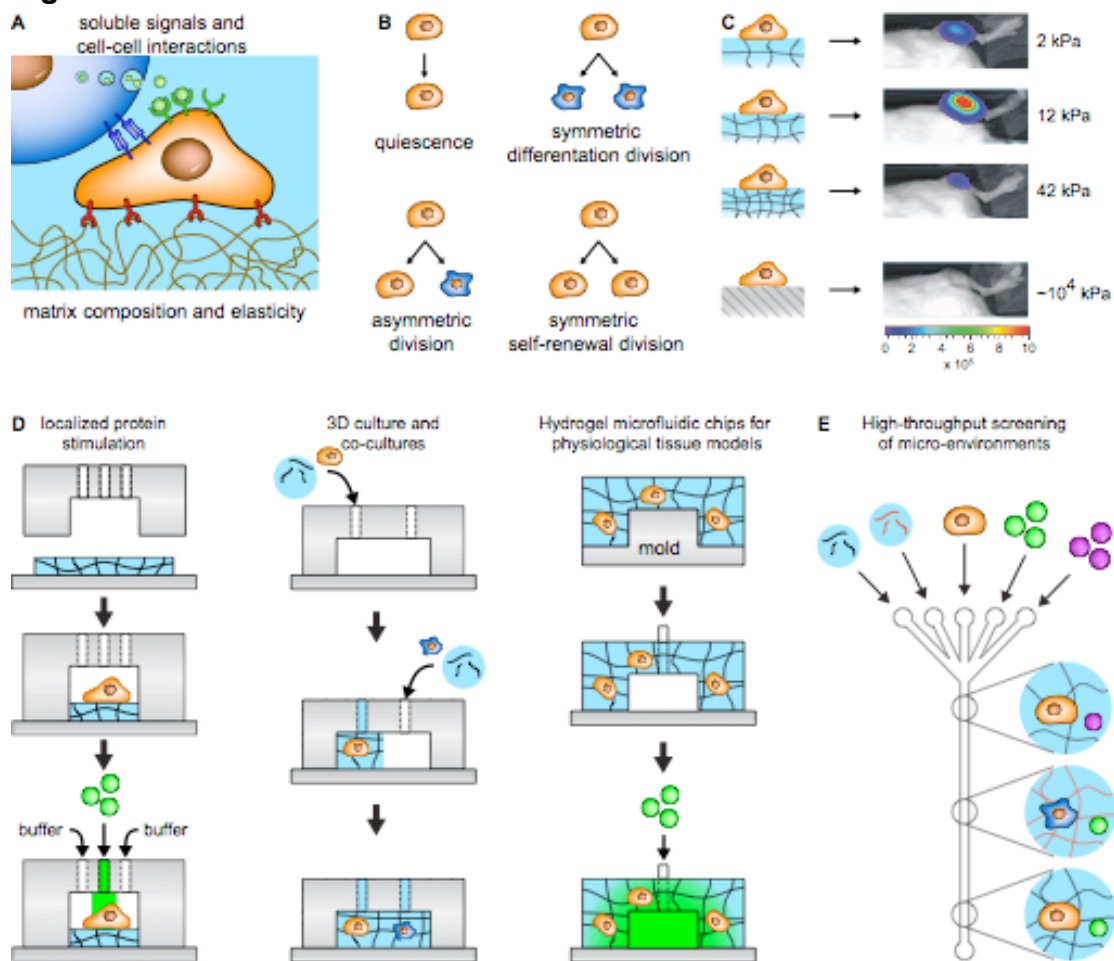 A
soluble signals and
cell-cell interactions
matrix composition and elasticity
B
quiescence
symmetric
differentation division
asymmetric
division
symmetric
self-renewal division
C
2 kPa
12 kPa
42 kPa
~10⁴ kPa
0 2 4 6 8 10
D
localized protein
stimulation
buffer
buffer
3D culture and
co-cultures
Hydrogel microfluidic chips for
physiological tissue models
mold
E
High-throughput screening
of micro-environments